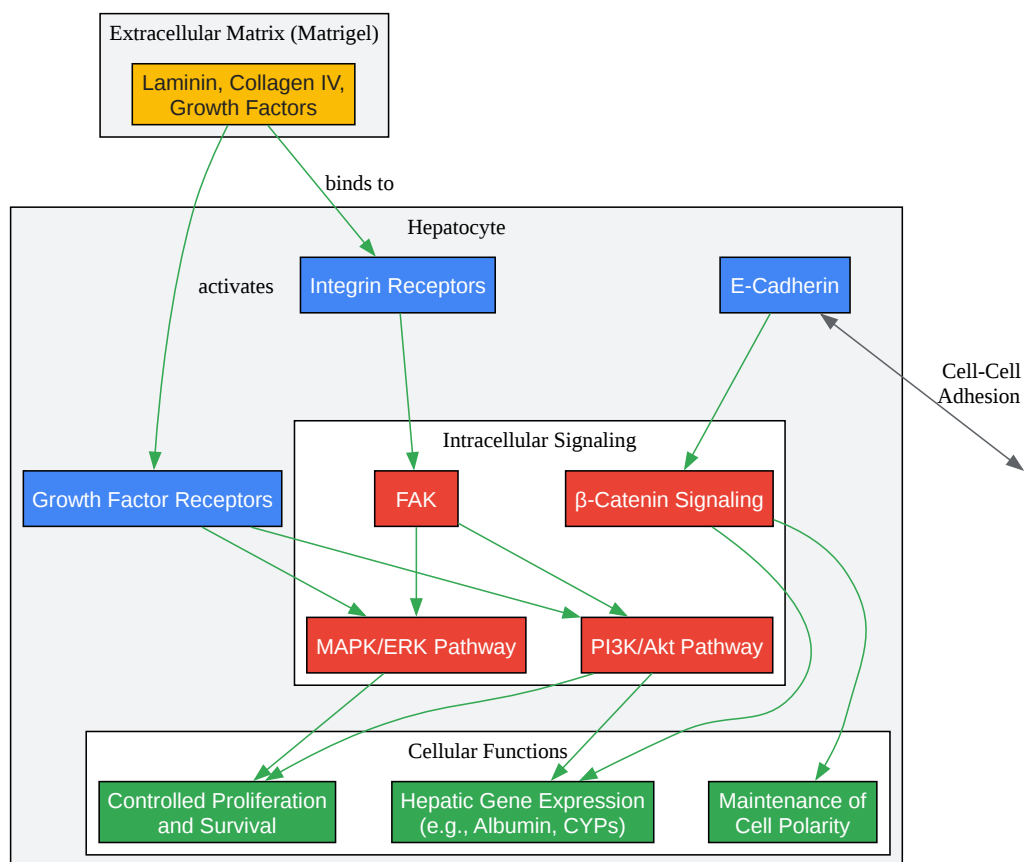 Extracellular Matrix (Matrigel)
Laminin, Collagen IV,
Growth Factors
binds to
Hepatocyte
activates
Integrin Receptors
E-Cadherin
Cell-Cell
Adhesion
Intracellular Signaling
Growth Factor Receptors
FAK
β-Catenin Signaling
MAPK/ERK Pathway
PI3K/Akt Pathway
Cellular Functions
Controlled Proliferation
and Survival
Hepatic Gene Expression
(e.g., Albumin, CYPs)
Maintenance of
Cell Polarity